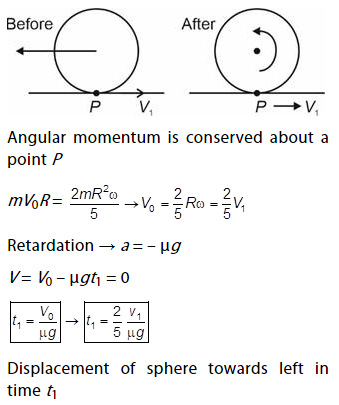 Before After
P V₁ P → V₁
Angular momentum is conserved about a
point P
mV₀R = 2mR²ω/5 → V₀ = 2/5 Rω = 2/5 V₁
Retardation → a = – μg
V = V₀ – μgt₁ = 0
t₁ = V₀/μg → t₁ = 2/5 v₁/μg
Displacement of sphere towards left in
time t₁